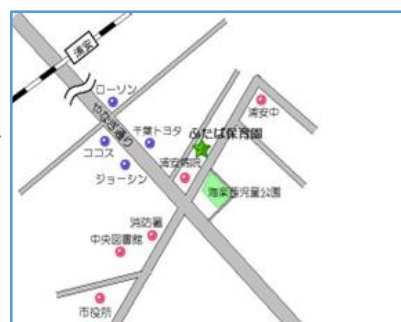 浦安
ローソン
やなぎ通り
千葉トヨタ
ふたば保育園
浦安中
ココス
ジョーシン
浦安病院
海楽児童公園
消防署
中央図書館
市役所